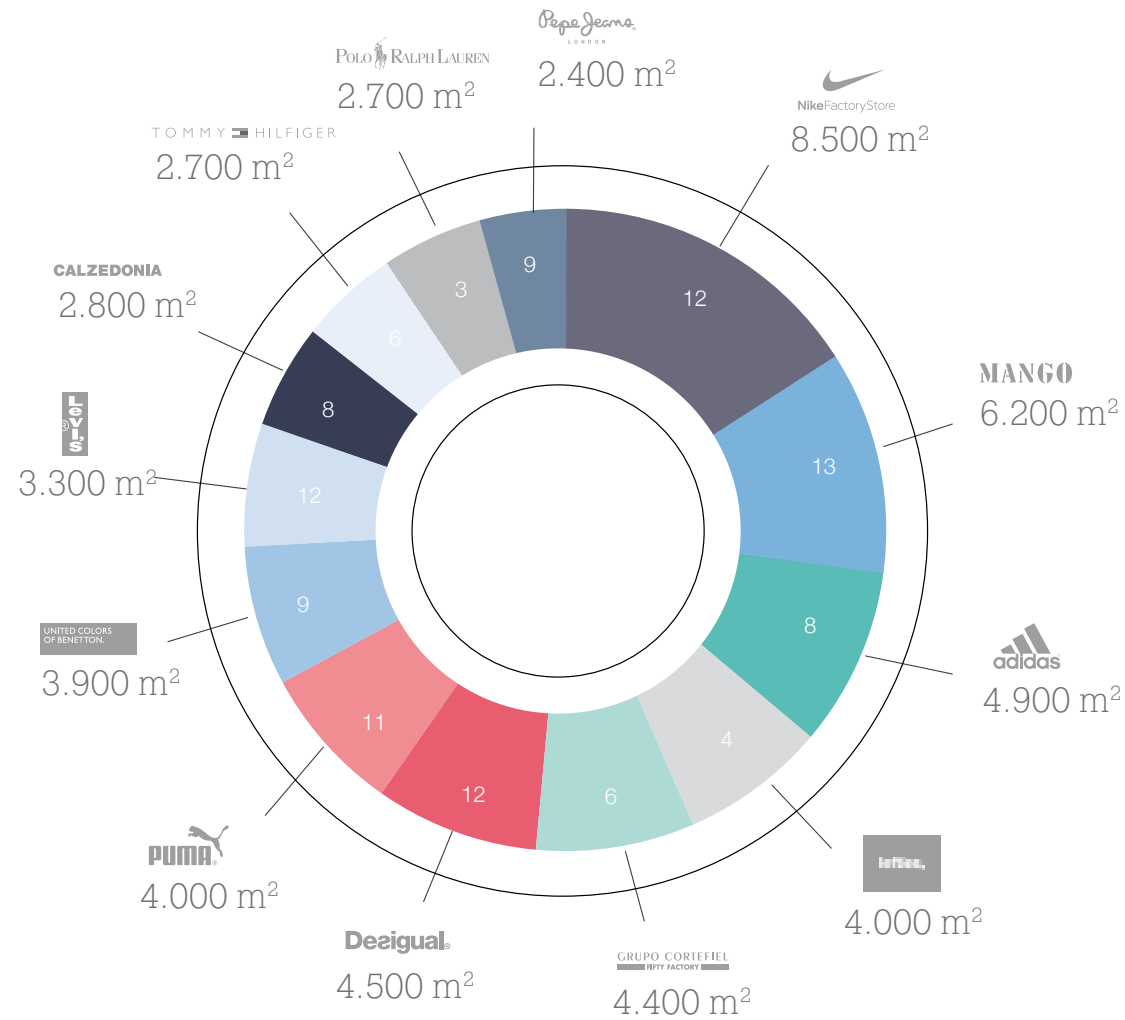 Pepe Jeans
LONDON
2.400 m²
POLO RALPH LAUREN
2.700 m²
NikeFactoryStore
8.500 m²
TOMMY HILFIGER
2.700 m²
9
3
12
CALZEDONIA
2.800 m²
6
MANGO
6.200 m²
Levi's
®
3.300 m²
8
13
12
UNITED COLORS
OF BENETTON.
3.900 m²
9
8
adidas
4.900 m²
11
4
12
6
PUMA®
4.000 m²
4.000 m²
Desigual®
4.500 m²
GRUPO CORTEFIEL
FIFTY FACTORY
4.400 m²